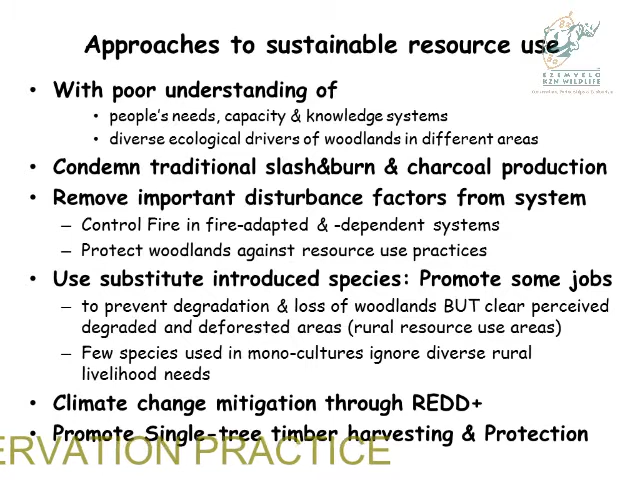 Approaches to sustainable resource use
EZEMVELO
KZN WILDLIFE
• With poor understanding of
• people's needs, capacity & knowledge systems
• diverse ecological drivers of woodlands in different areas
• Condemn traditional slash&burn & charcoal production
• Remove important disturbance factors from system
– Control Fire in fire-adapted & -dependent systems
– Protect woodlands against resource use practices
• Use substitute introduced species: Promote some jobs
– to prevent degradation & loss of woodlands BUT clear perceived
degraded and deforested areas (rural resource use areas)
– Few species used in mono-cultures ignore diverse rural
livelihood needs
• Climate change mitigation through REDD+
• Promote Single-tree timber harvesting & Protection
ERVATION PRACTICE